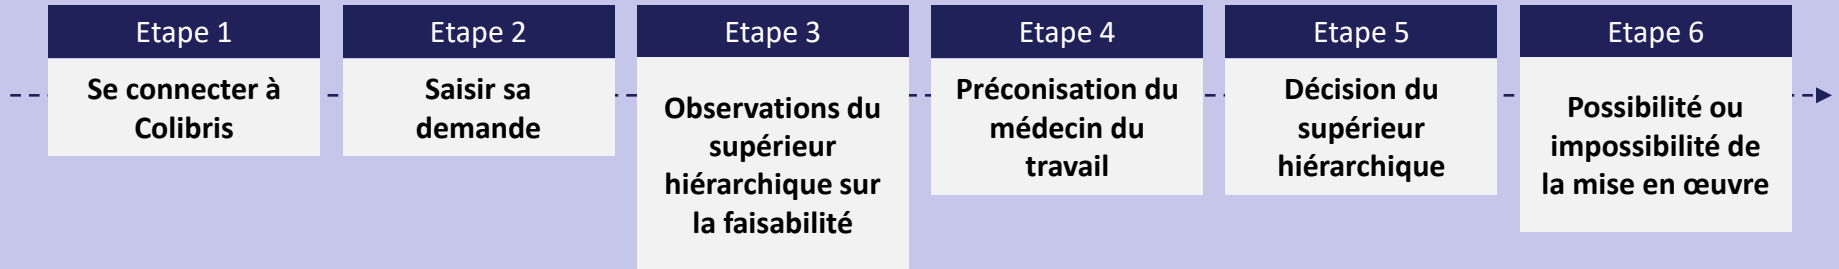 Etape 1
Se connecter à
Colibris
Etape 2
Saisir sa
demande
Etape 3
Observations du
supérieur
hiérarchique sur
la faisabilité
Etape 4
Préconisation du
médecin du
travail
Etape 5
Décision du
supérieur
hiérarchique
Etape 6
Possibilité ou
impossibilité de
la mise en œuvre